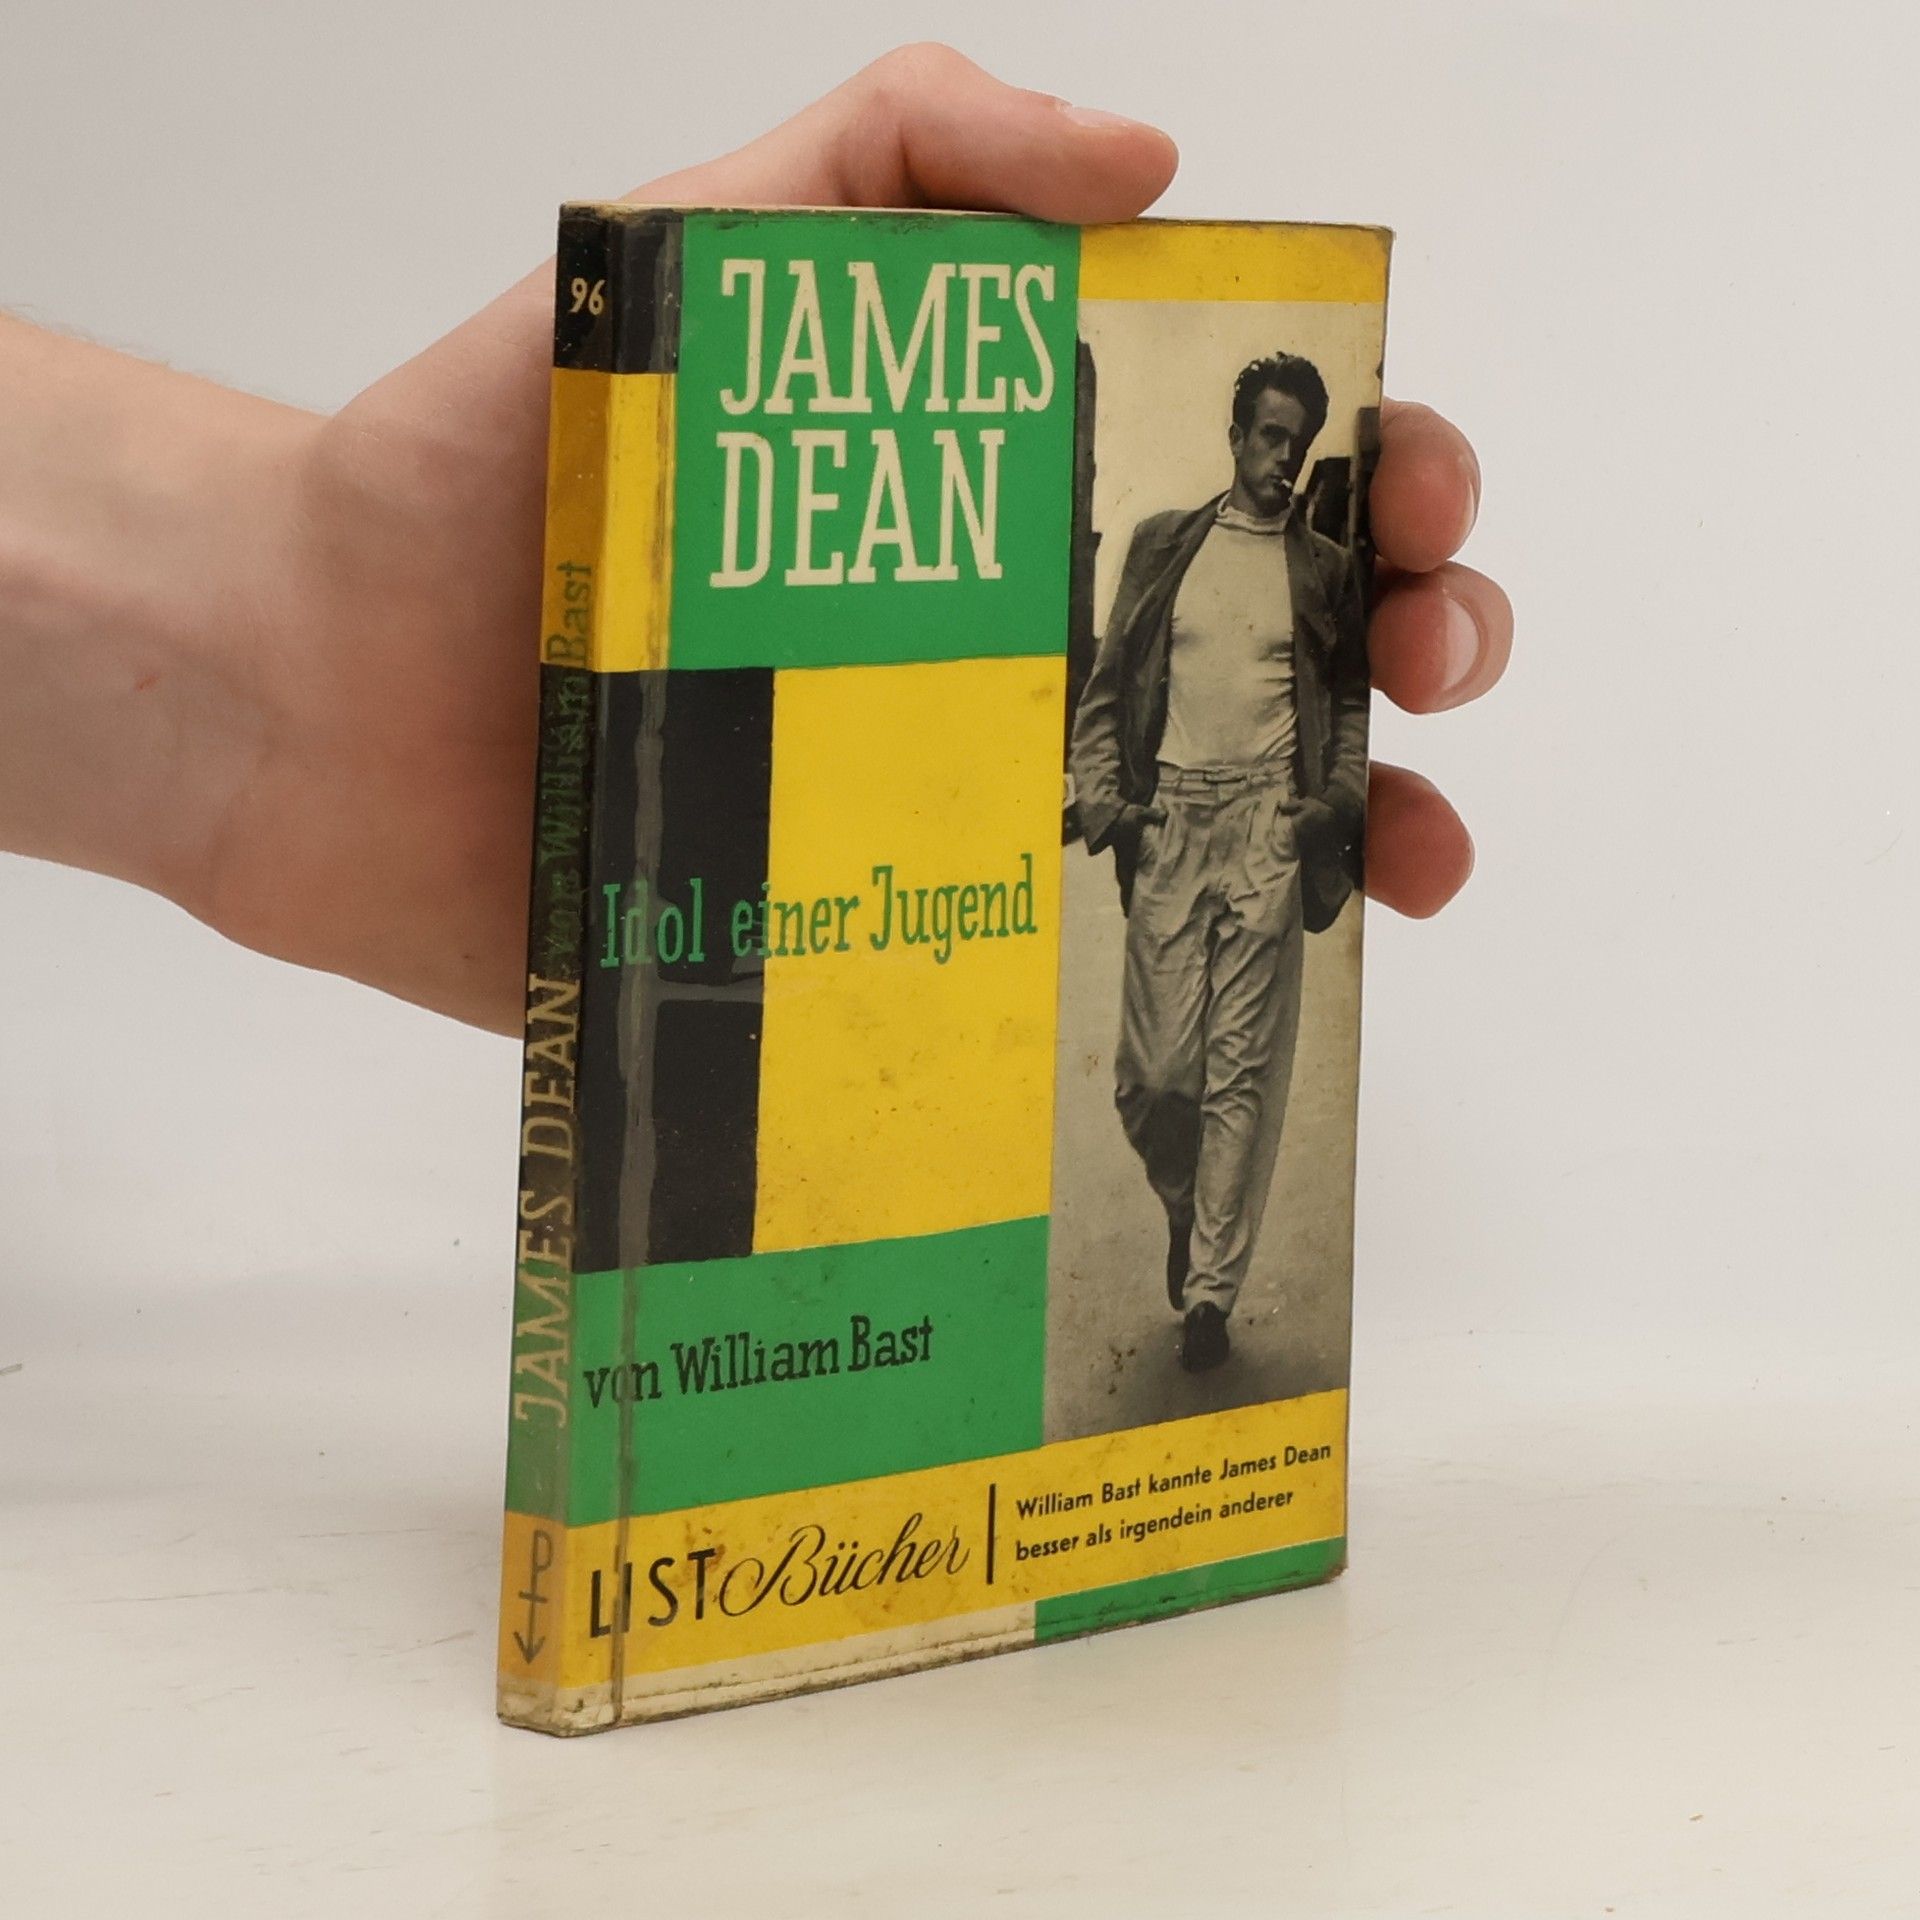 96
JAMES DEAN von William Bast
JAMES
DEAN
Idol einer Jugend
von William Bast
LIST Bücher
William Bast kannte James Dean
besser als irgendein anderer